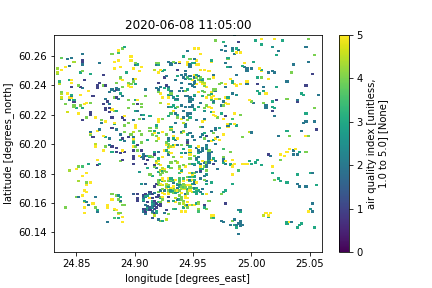 2020-06-08 11:05:00
60.26
60.24
60.22
60.20
60.18
60.16
60.14
latitude [degrees_north]
24.85 24.90 24.95 25.00 25.05
longitude [degrees_east]
5
4
3
2
1
0
air quality index [unitless,
1.0 to 5.0] [None]